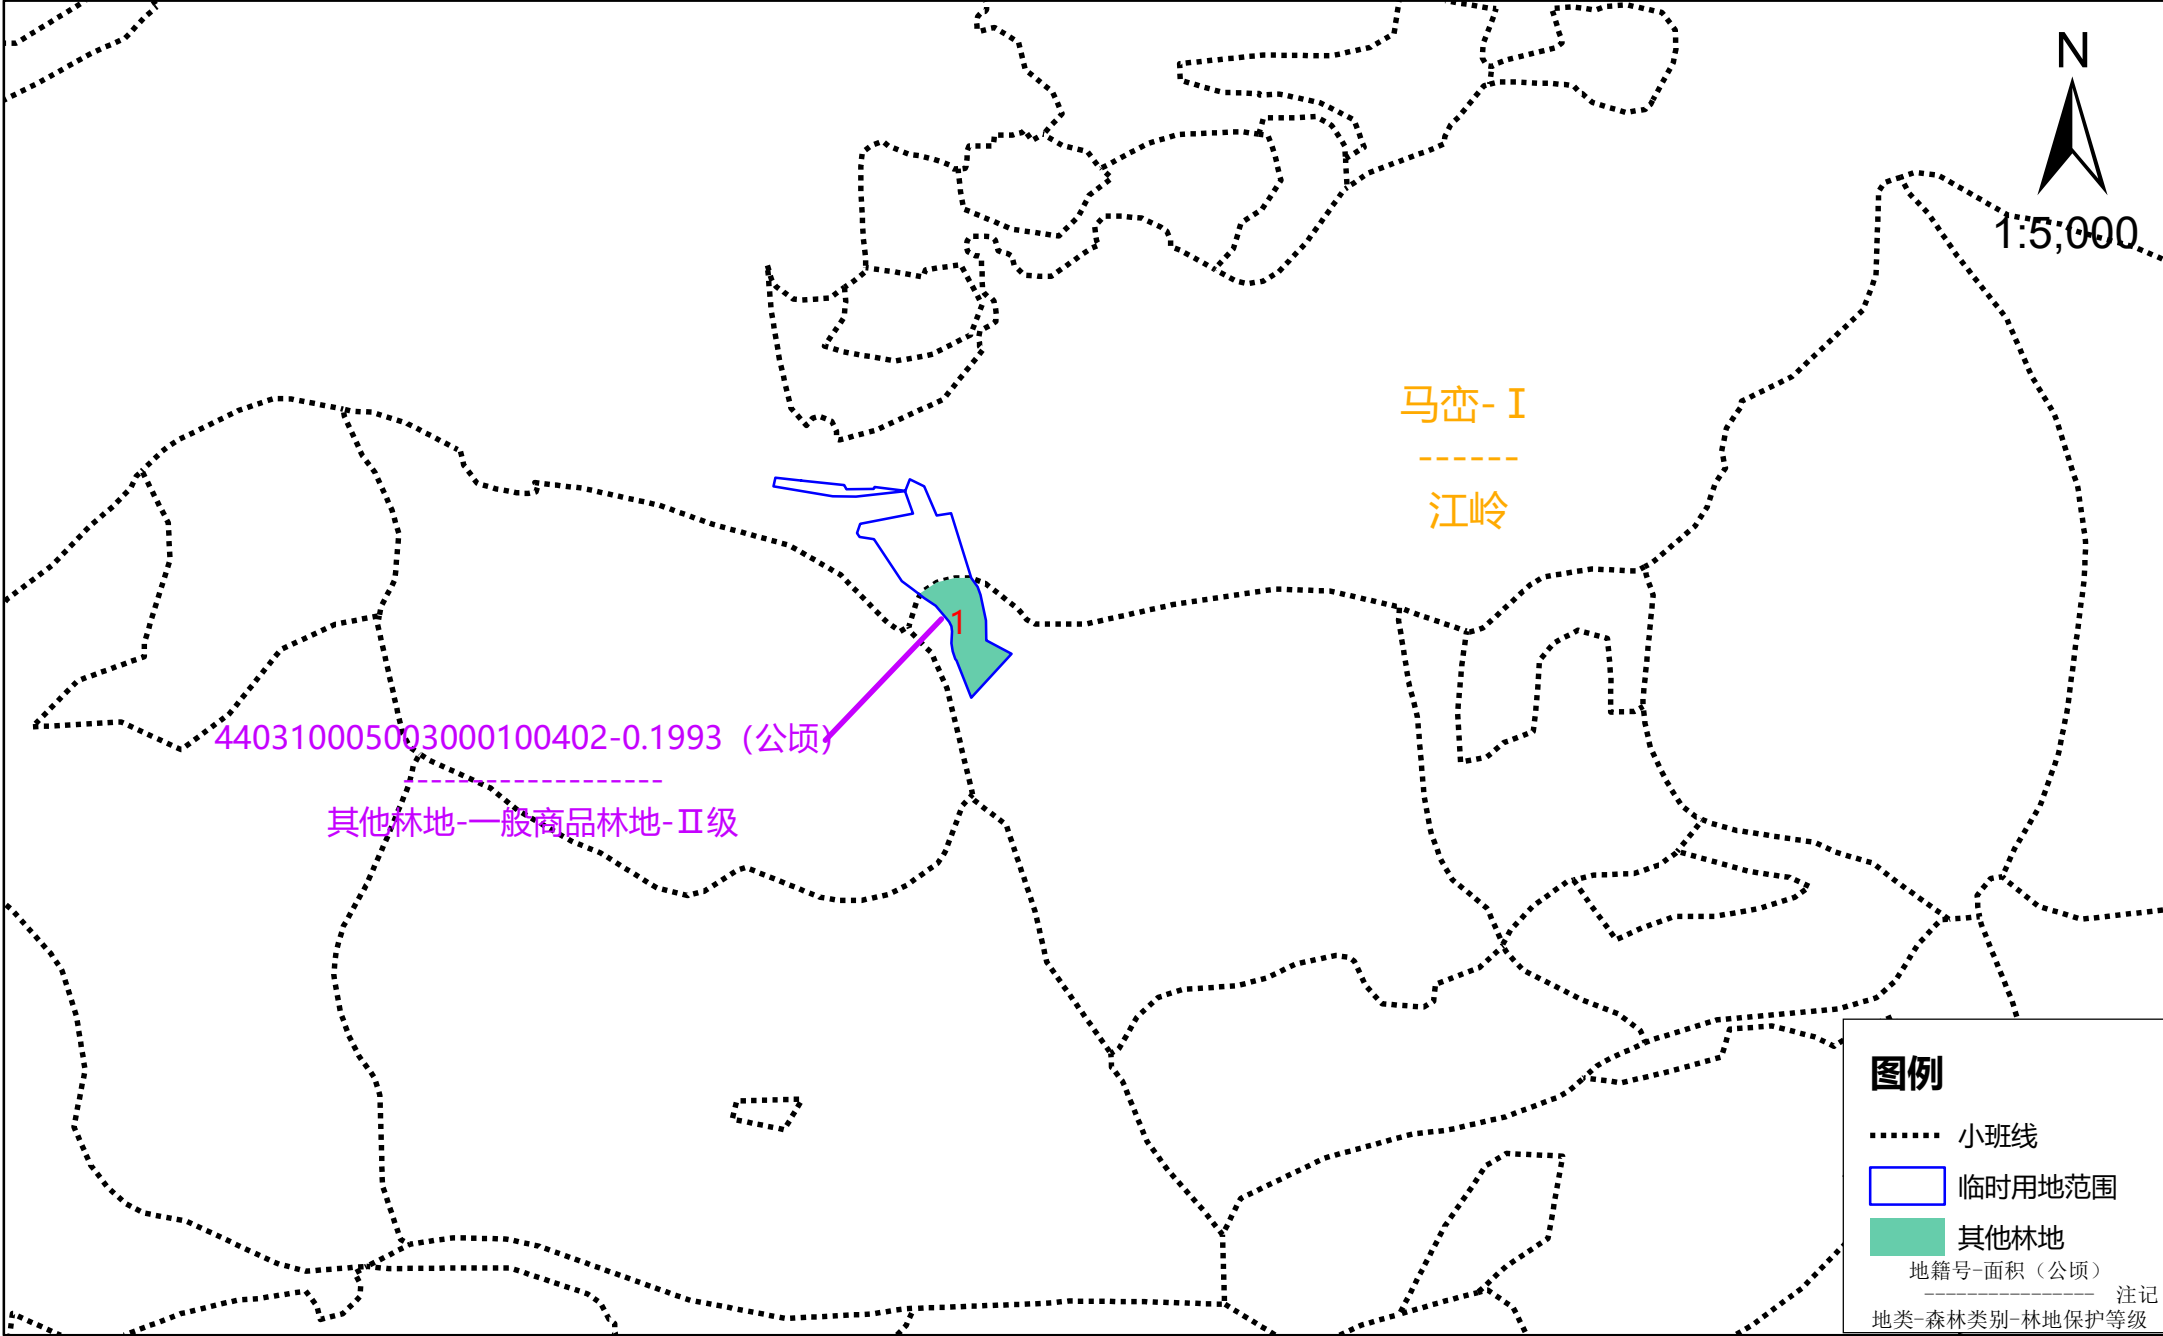 N
1:5,000
马峦-Ⅰ
------
江岭
1
440310005003000100402-0.1993（公顷）
-------------------
其他林地-一般商品林地-Ⅱ级
图例
小班线
临时用地范围
其他林地
地籍号-面积（公顷）
---------------- 注记
地类-森林类别-林地保护等级